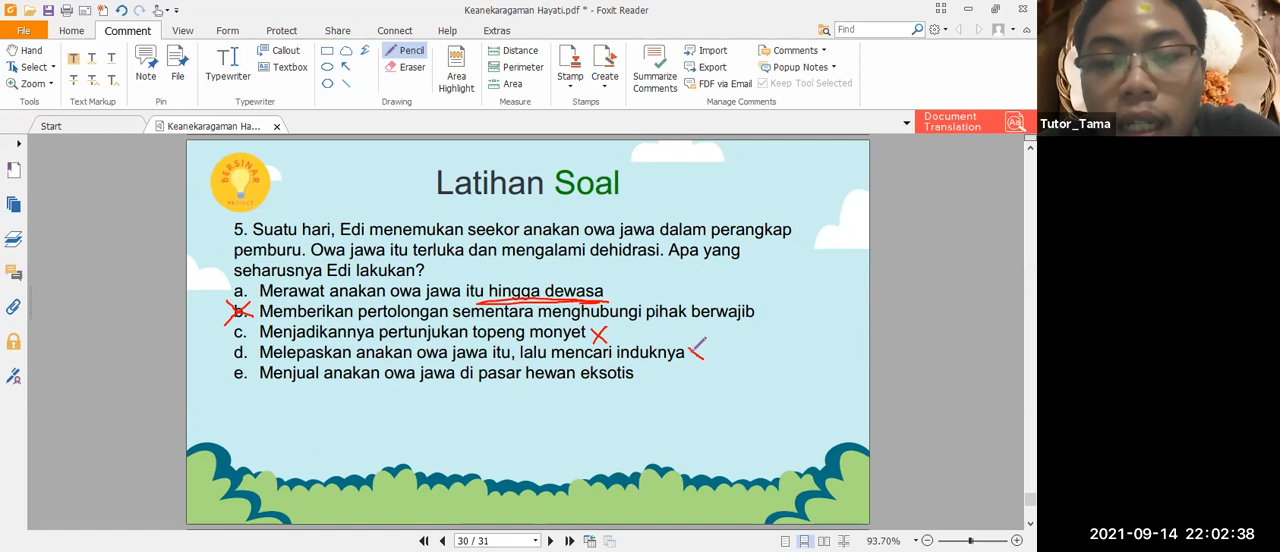 Keanekaragaman Hayati.pdf * - Foxit Reader
File Home Comment View Form Protect Share Connect Help Extras Find
Hand
Select
Zoom
Tools
Text Markup
Note
File
Pin
Typewriter
Callout
Textbox
Typewriter
Pencil
Eraser
Drawing
Area
Highlight
Distance
Perimeter
Area
Measure
Stamp
Create
Stamps
Summarize
Comments
Import
Export
FDF via Email
Comments
Popup Notes
Keep Tool Selected
Manage Comments
Start
Keanekaragaman Ha...
Document
Translation
Tutor_Tama
BERSINAR
PROJECT
Latihan Soal
5. Suatu hari, Edi menemukan seekor anakan owa jawa dalam perangkap
pemburu. Owa jawa itu terluka dan mengalami dehidrasi. Apa yang
seharusnya Edi lakukan?
a. Merawat anakan owa jawa itu hingga dewasa
b. Memberikan pertolongan sementara menghubungi pihak berwajib
c. Menjadikannya pertunjukan topeng monyet
d. Melepaskan anakan owa jawa itu, lalu mencari induknya
e. Menjual anakan owa jawa di pasar hewan eksotis
30 / 31
93.70%
2021-09-14 22:02:38